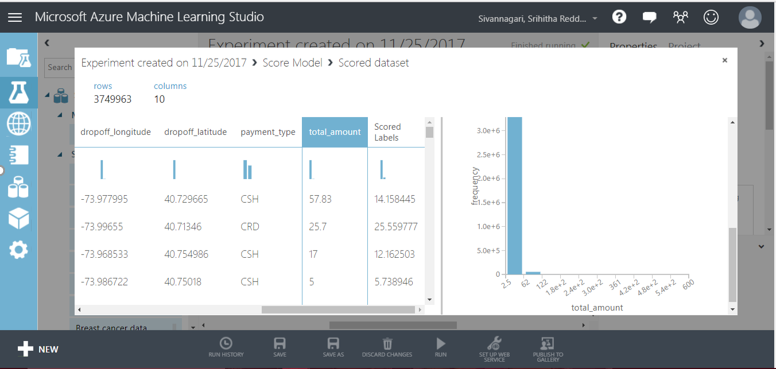 Microsoft Azure Machine Learning Studio
Sivannagari, Srihitha Redd...
Experiment created on 11/25/2017
Finished running
Properties Project
Search
Experiment created on 11/25/2017 > Score Model > Scored dataset
×
rows columns
3749963 10
dropoff_longitude dropoff_latitude payment_type total_amount Scored Labels
-73.977995 40.729665 CSH 57.83 14.158445
-73.99655 40.71346 CRD 25.7 25.559777
-73.968533 40.754986 CSH 17 12.162503
-73.986722 40.75018 CSH 5 5.738946
frequency
3.0e+6
2.5e+6
2.0e+6
1.5e+6
1.0e+6
5.0e+5
0
2.5 62 122 1.8e+2 2.4e+2 3.0e+2 361 4.2e+2 4.8e+2 5.4e+2 600
total_amount
Breast cancer data
NEW
RUN HISTORY SAVE SAVE AS DISCARD CHANGES RUN SET UP WEB SERVICE PUBLISH TO GALLERY